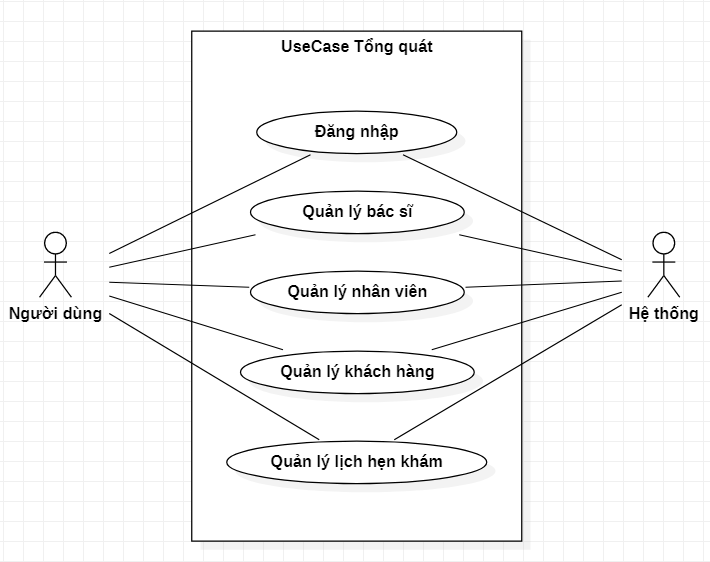 UseCase Tổng quát
Đăng nhập
Quản lý bác sĩ
Quản lý nhân viên
Người dùng
Hệ thống
Quản lý khách hàng
Quản lý lịch hẹn khám